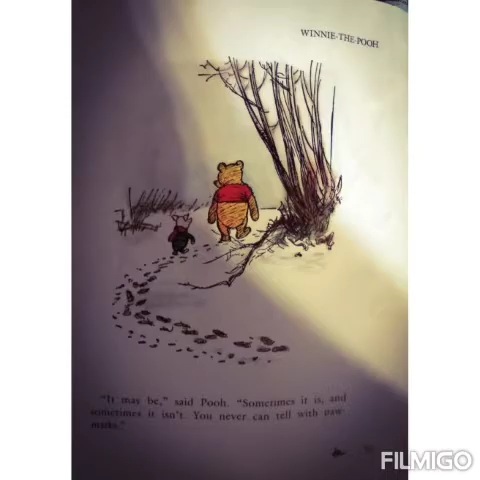 WINNIE-THE-POOH
"It may be," said Pooh. "Sometimes it is, and
sometimes it isn't. You never can tell with paw-
marks."
FILMIGO